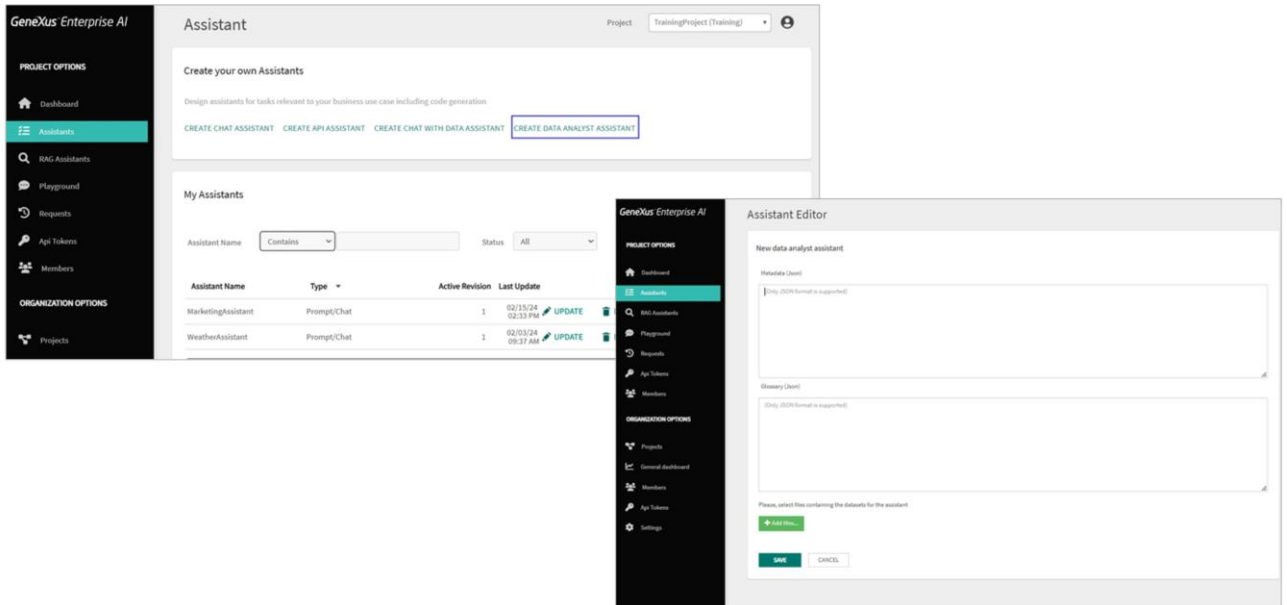 GeneXus Enterprise AI
PROJECT OPTIONS
Dashboard
Assistants
RAG Assistants
Playground
Requests
Api Tokens
Members
ORGANIZATION OPTIONS
Projects
Assistant
Project TrainingProject (Training)
Create your own Assistants
Design assistants for tasks relevant to your business use case including code generation
CREATE CHAT ASSISTANT CREATE API ASSISTANT CREATE CHAT WITH DATA ASSISTANT CREATE DATA ANALYST ASSISTANT
My Assistants
Assistant Name Contains Status All
Assistant Name Type Active Revision Last Update
MarketingAssistant Prompt/Chat 1 02/15/24 02:33 PM UPDATE
WeatherAssistant Prompt/Chat 1 02/03/24 09:37 AM UPDATE
GeneXus Enterprise AI
PROJECT OPTIONS
Dashboard
Assistants
RAG Assistants
Playground
Requests
Api Tokens
Members
ORGANIZATION OPTIONS
Projects
General dashboard
Members
Api Tokens
Settings
Assistant Editor
New data analyst assistant
Metadata (Json)
(Only JSON format is supported)
Glossary (Json)
(Only JSON format is supported)
Please, select files containing the datasets for the assistant
Add files...
SAVE CANCEL